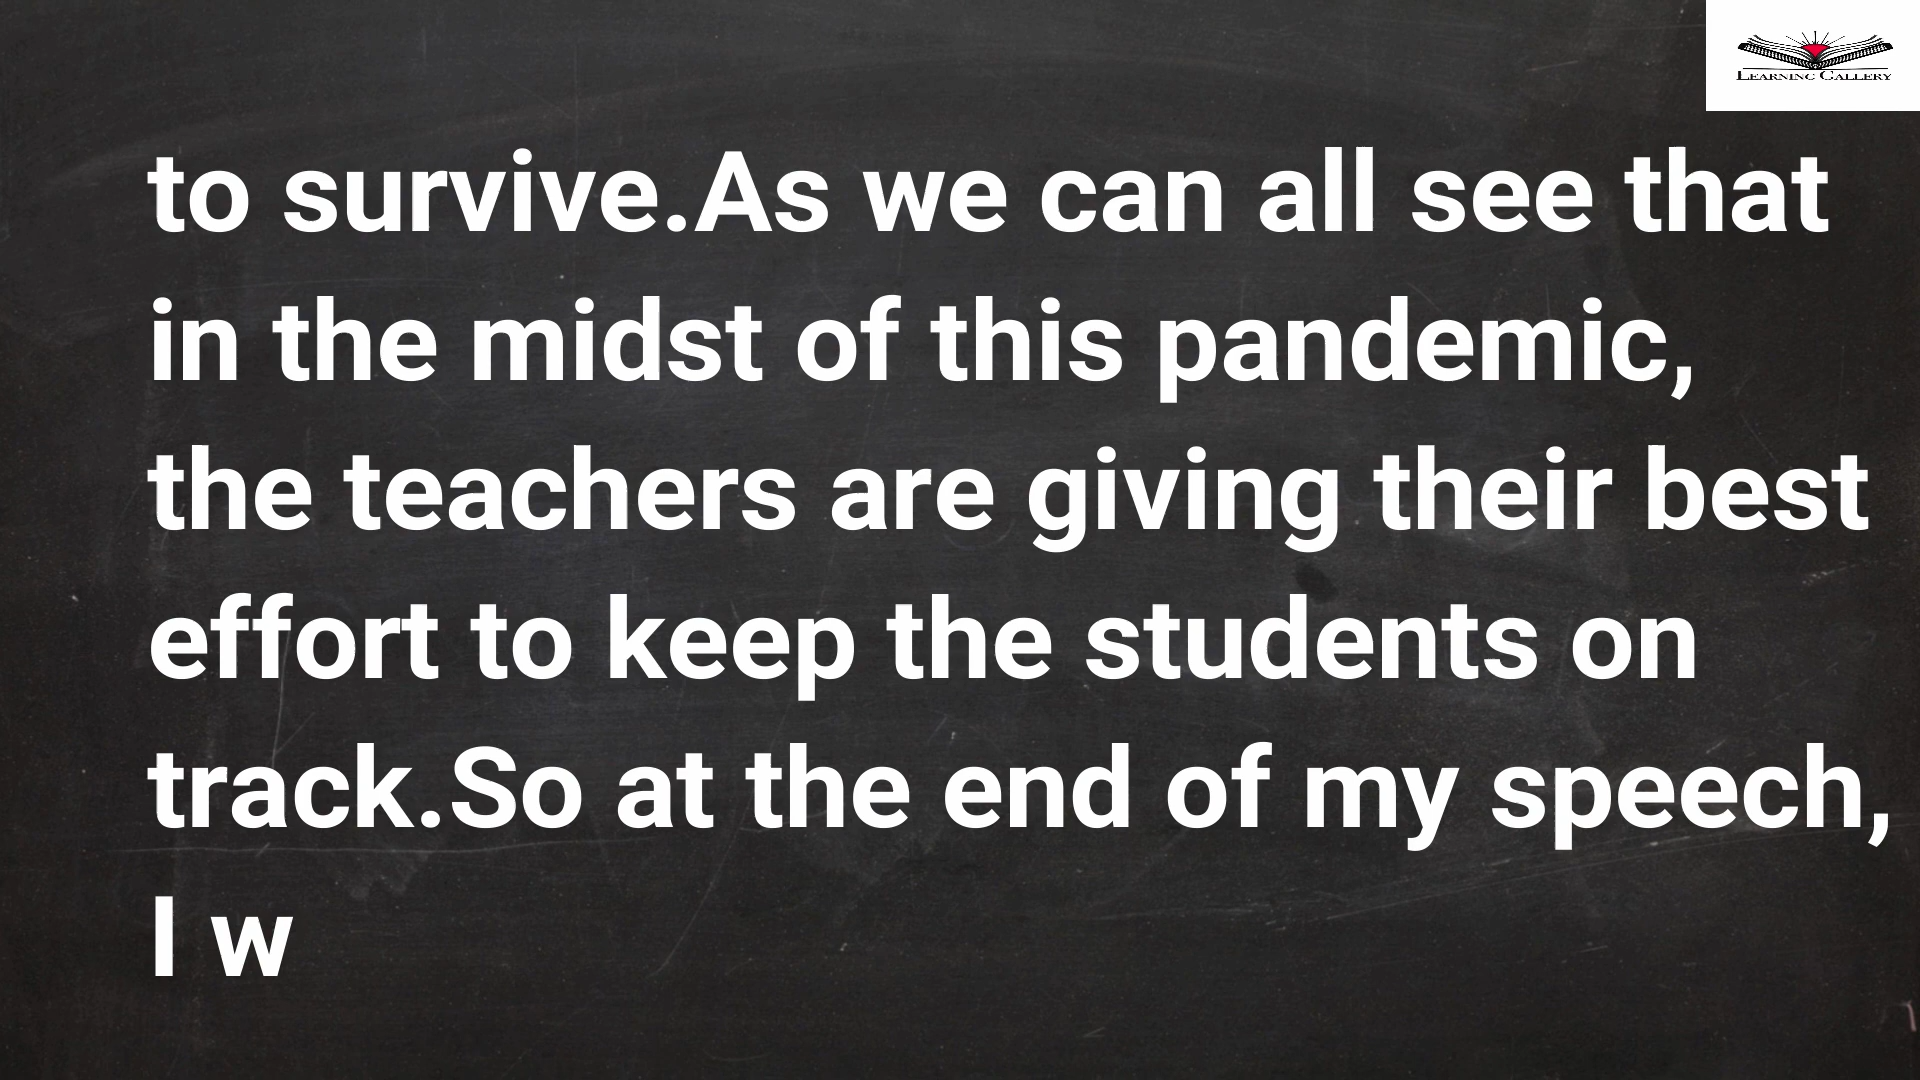 LEARNING GALLERY
to survive.As we can all see that
in the midst of this pandemic,
the teachers are giving their best
effort to keep the students on
track.So at the end of my speech,
I w